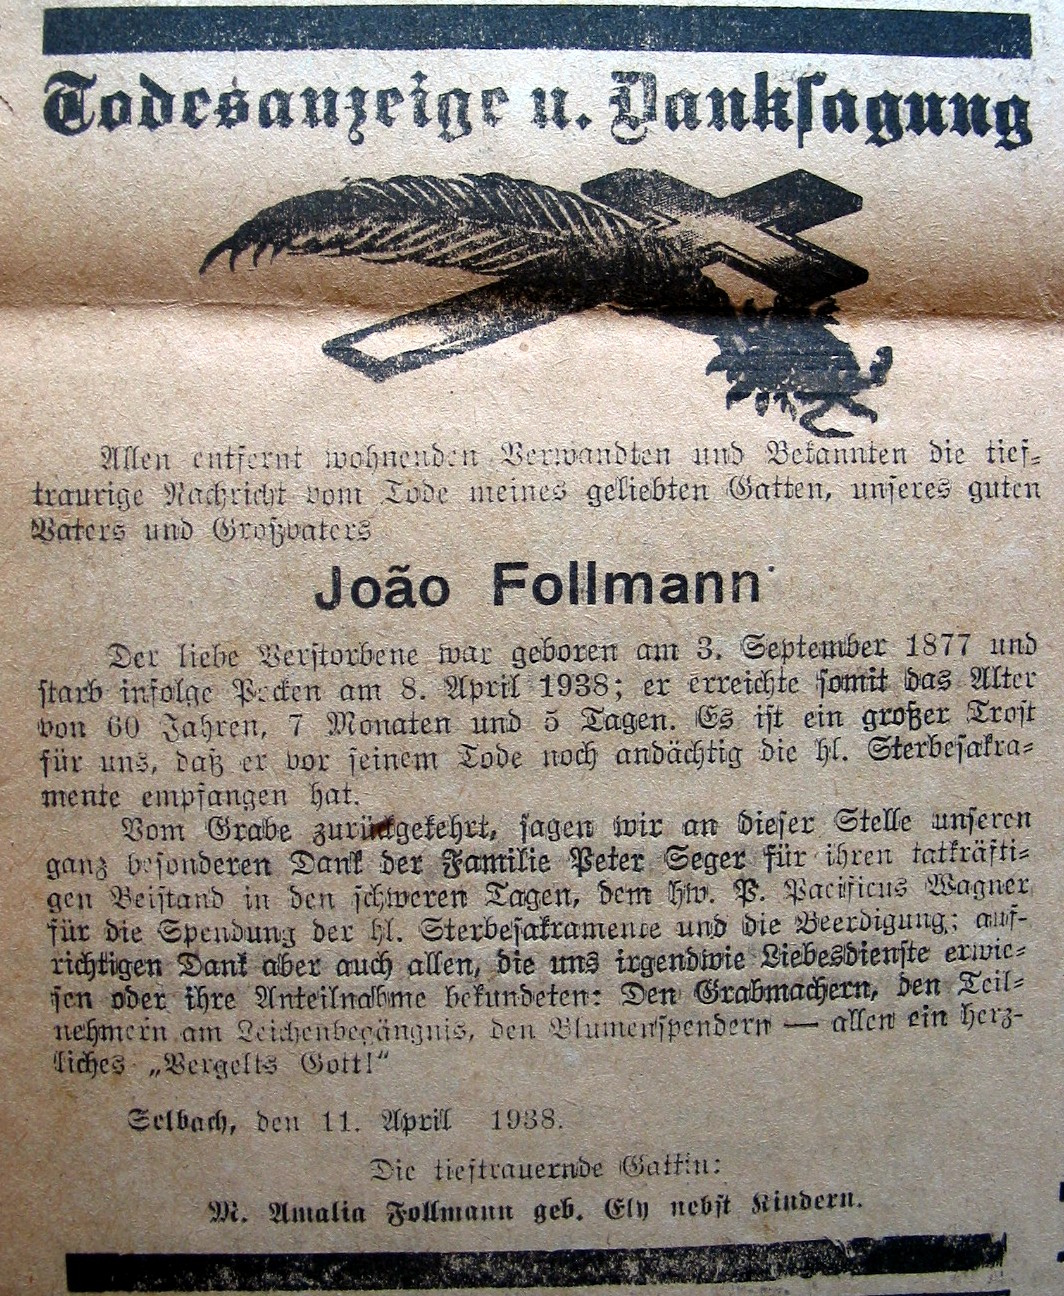 Todesanzeige u. Danksagung
Allen entfernt wohnenden Verwandten und Bekannten die tief-
traurige Nachricht vom Tode meines geliebten Gatten, unseres guten
Vaters und Großvaters
João Follmann
Der liebe Verstorbene war geboren am 3. September 1877 und
starb infolge Pocken am 8. April 1938; er erreichte somit das Alter
von 60 Jahren, 7 Monaten und 5 Tagen. Es ist ein großer Trost
für uns, daß er vor seinem Tode noch andächtig die hl. Sterbesakra-
mente empfangen hat.
Vom Grabe zurückgekehrt, sagen wir an dieser Stelle unseren
ganz besonderen Dank der Familie Peter Seger für ihren tatkräfti-
gen Beistand in den schweren Tagen, dem hw. P. Pacificus Wagner
für die Spendung der hl. Sterbesakramente und die Beerdigung; auf-
richtigen Dank aber auch allen, die uns irgendwie Liebesdienste erwie-
sen oder ihre Anteilnahme bekundeten: Den Grabmachern, den Teil-
nehmern am Leichenbegängnis, den Blumenspendern — allen ein herz-
liches „Vergelts Gott!“
Selbach, den 11. April 1938.
Die tieftrauernde Gattin:
M. Amalia Follmann geb. Ely nebst Kindern.